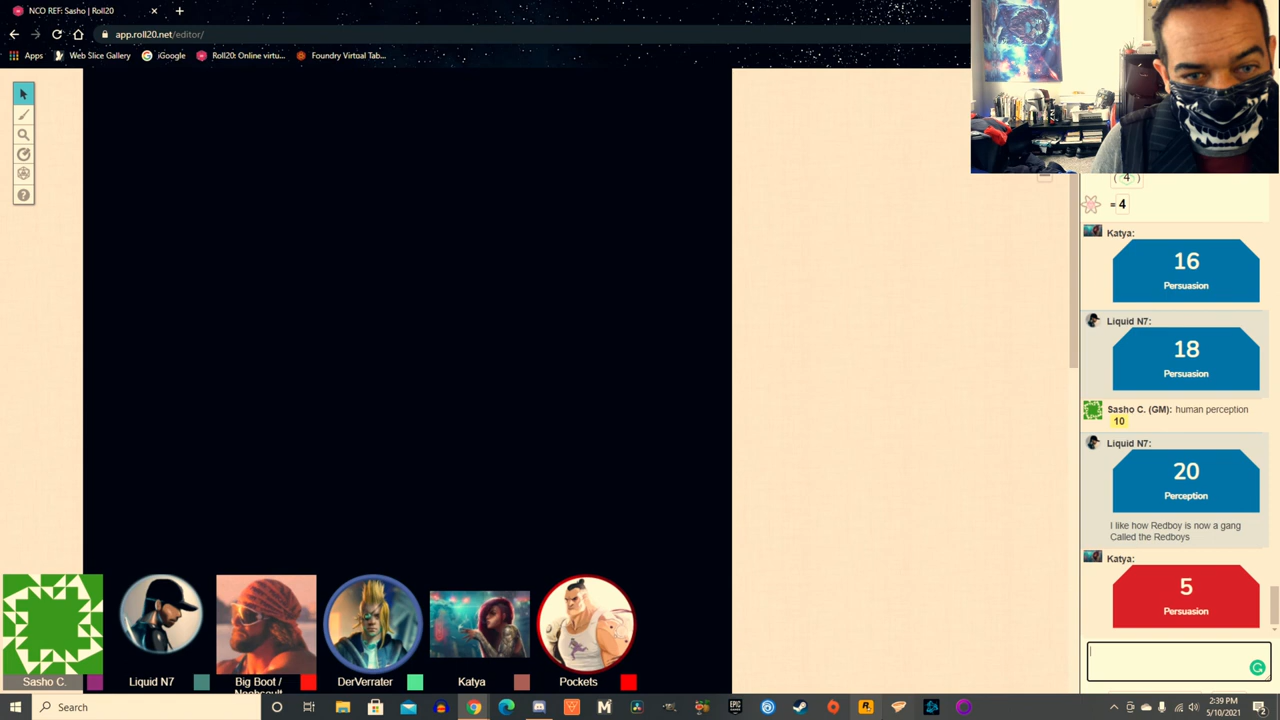 NCO REF: Sasho | Roll20
app.roll20.net/editor/
Apps
Web Slice Gallery
iGoogle
Roll20: Online virtu...
Foundry Virtual Tab...
(4)
= 4
Katya:
16
Persuasion
Liquid N7:
18
Persuasion
Sasho C. (GM): human perception
10
Liquid N7:
20
Perception
I like how Redboy is now a gang
Called the Redboys
Katya:
5
Persuasion
Sasho C.
Liquid N7
Big Boot /
DerVerrater
Katya
Pockets
Search
2:39 PM
5/10/2021